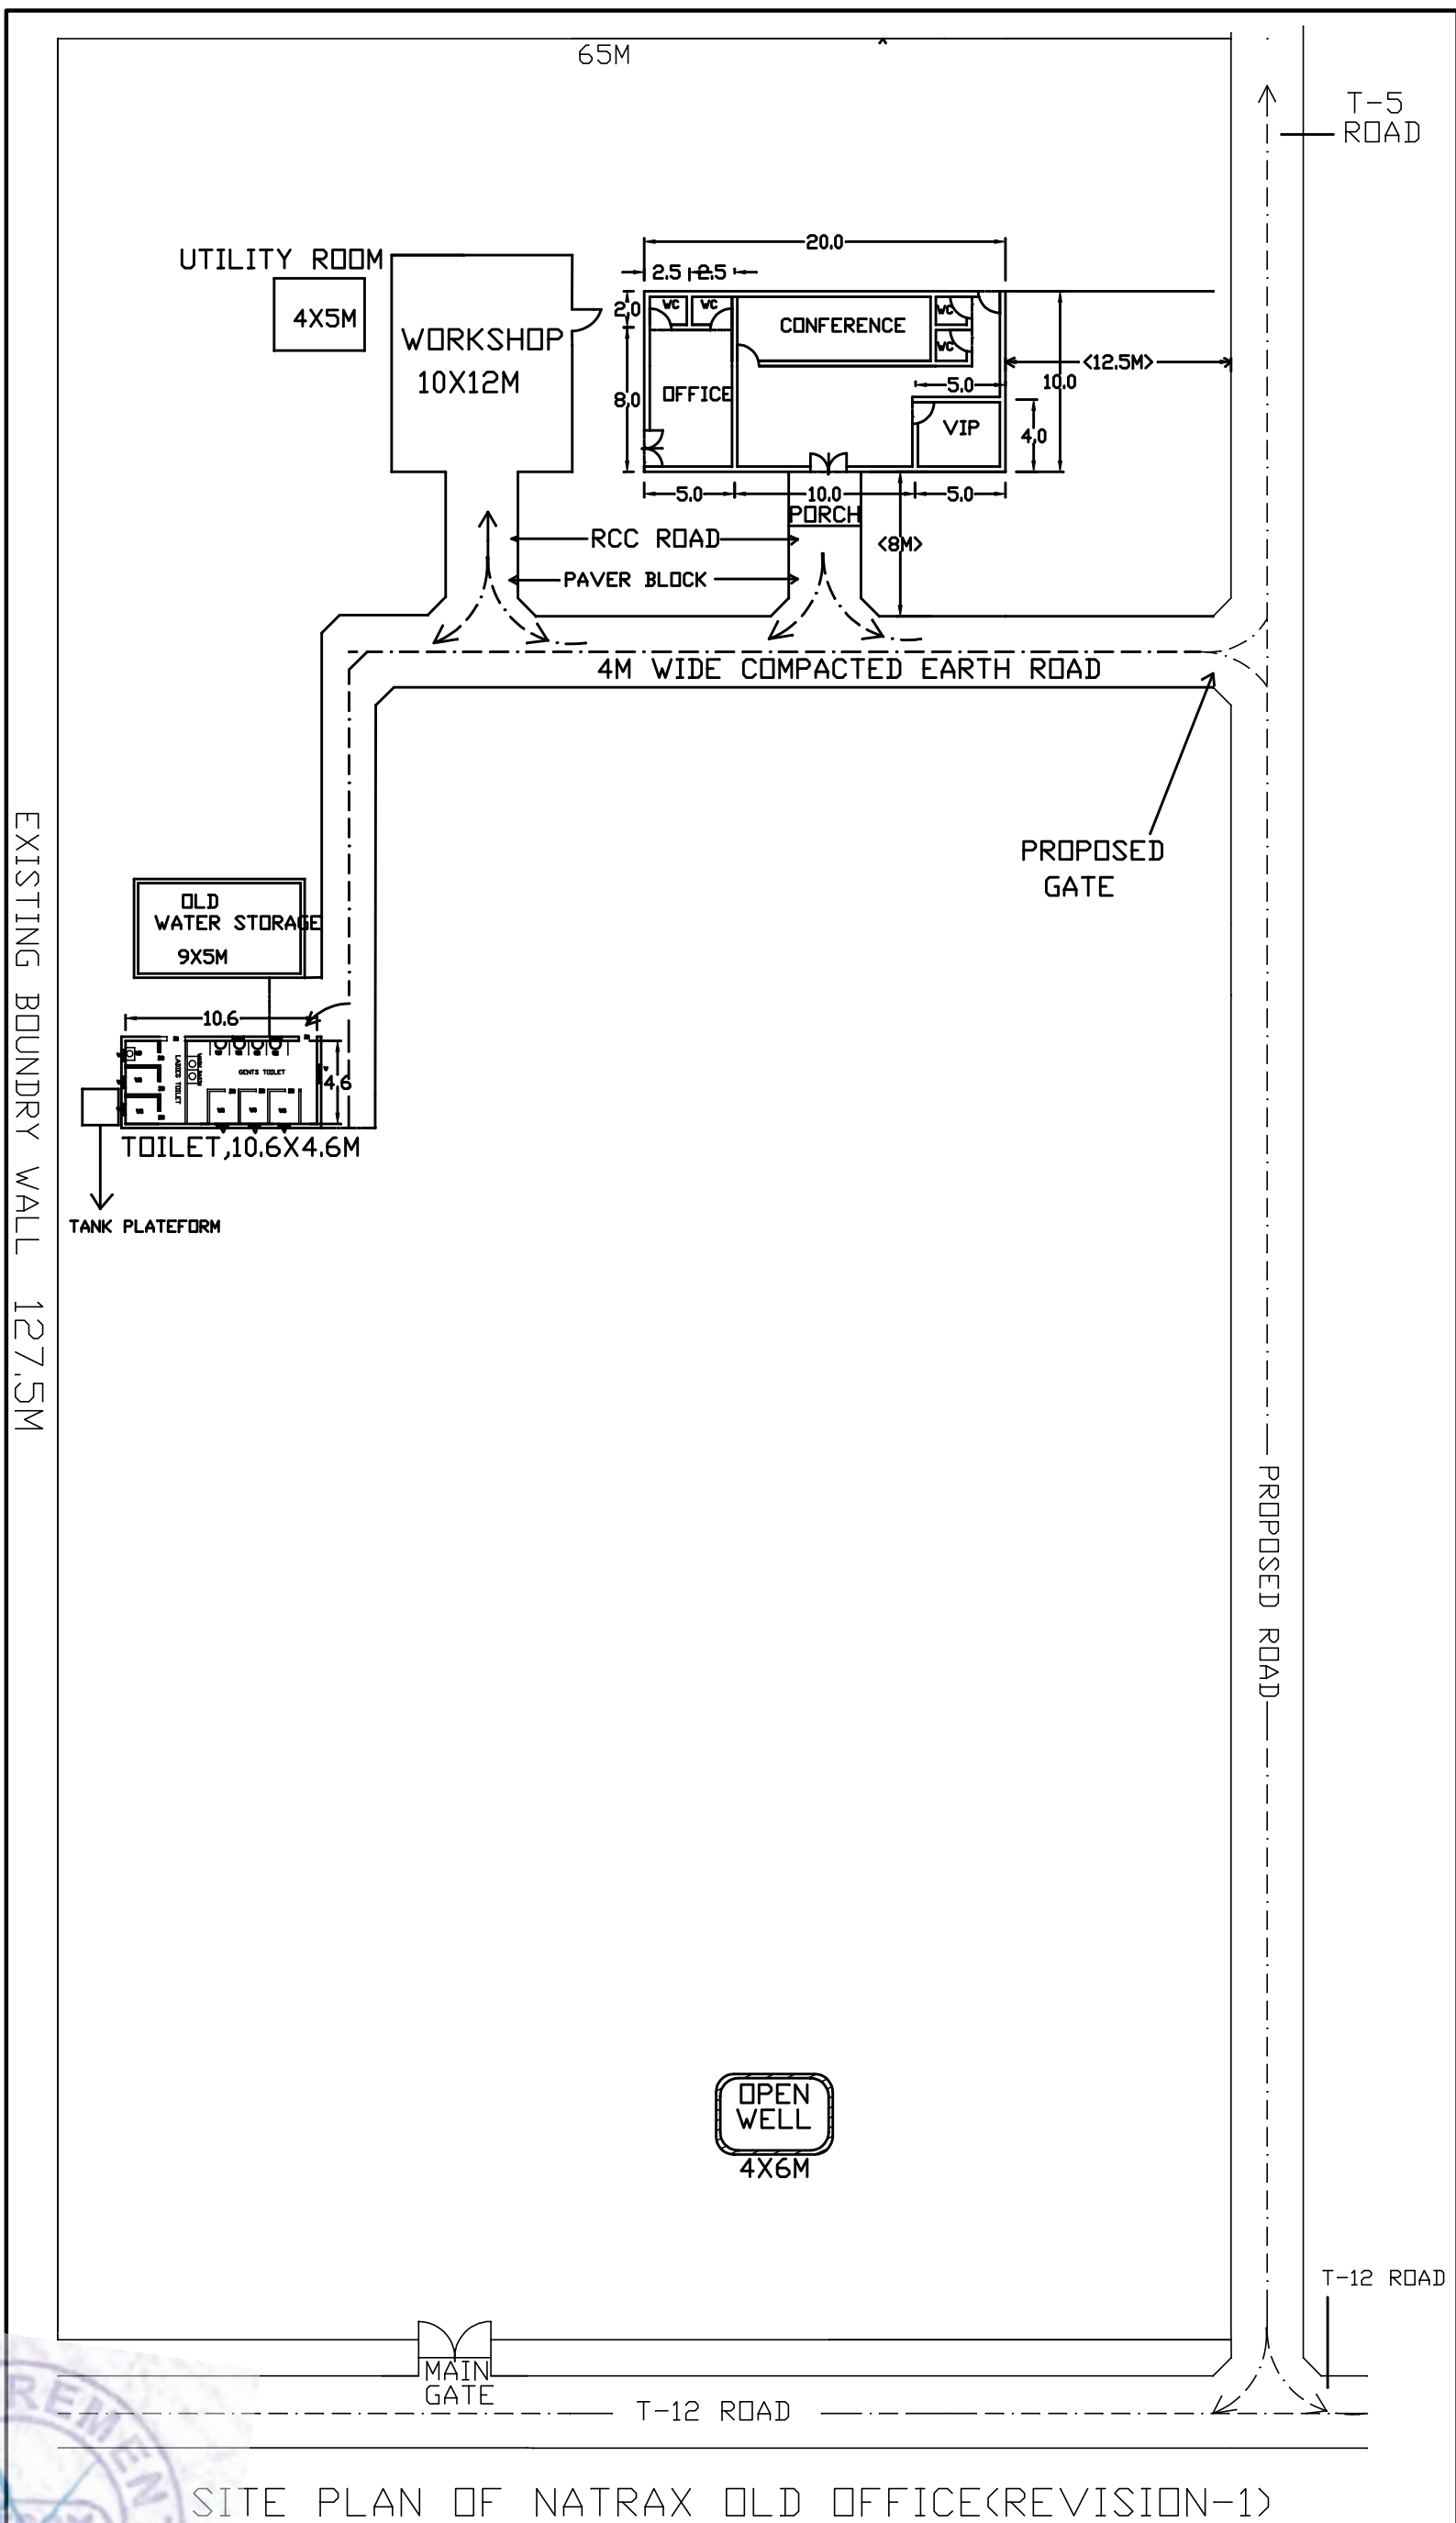 65M
T-5
ROAD
UTILITY ROOM
4X5M
WORKSHOP
10X12M
20.0
2.5
2.5
2.0
8.0
WC
WC
CONFERENCE
WC
WC
OFFICE
5.0
VIP
<12.5M>
10.0
4.0
5.0
10.0
5.0
PORCH
RCC ROAD
<8M>
PAVER BLOCK
4M WIDE COMPACTED EARTH ROAD
PROPOSED
GATE
EXISTING BOUNDRY WALL 127.5M
OLD
WATER STORAGE
9X5M
10.6
LADIES TOILET
GENTS TOILET
4.6
TOILET,10.6X4.6M
TANK PLATEFORM
PROPOSED ROAD
OPEN
WELL
4X6M
T-12 ROAD
MAIN
GATE
T-12 ROAD
SITE PLAN OF NATRAX OLD OFFICE(REVISION-1)